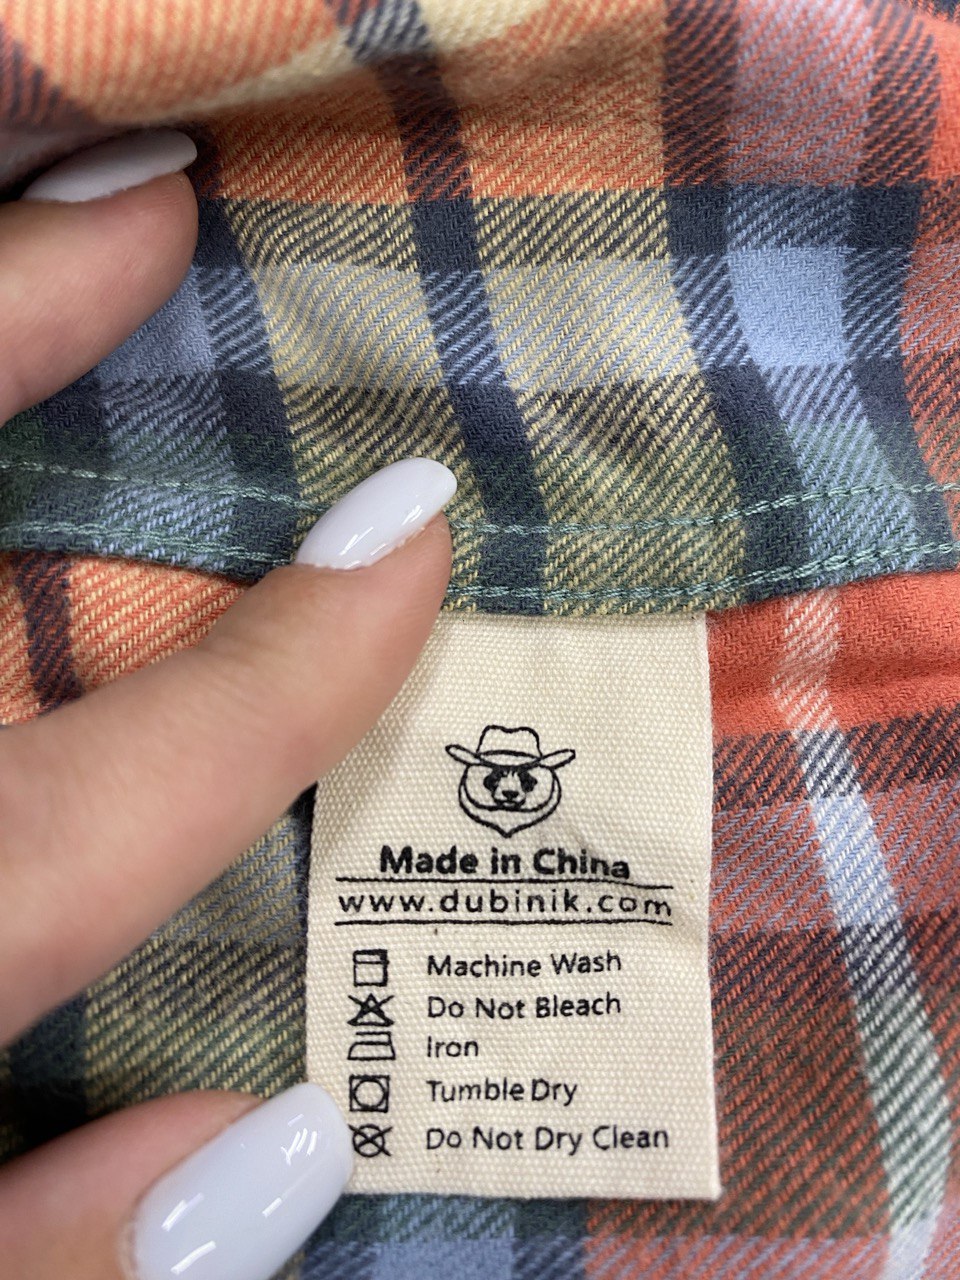 Made in China
www.dubinik.com
Machine Wash
Do Not Bleach
Iron
Tumble Dry
Do Not Dry Clean